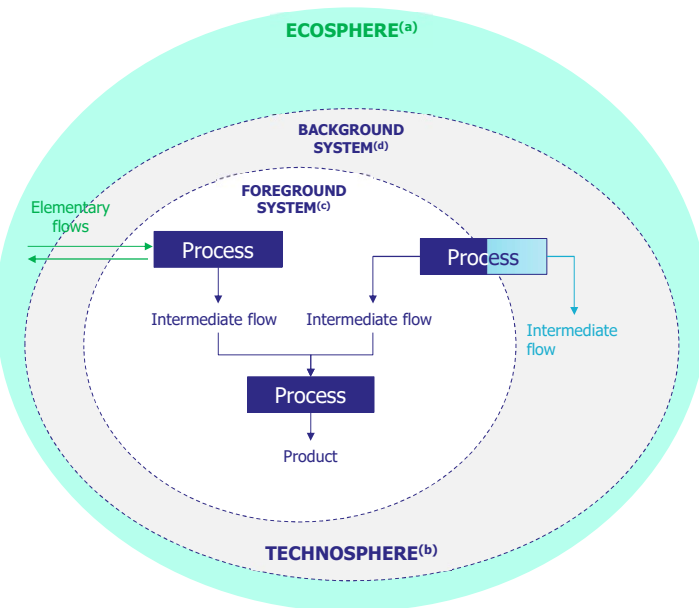 ECOSPHERE(a)
BACKGROUND
SYSTEM(d)
FOREGROUND
SYSTEM(c)
Elementary
flows
Process
Process
Intermediate flow
Intermediate flow
Intermediate
flow
Process
Product
TECHNOSPHERE(b)